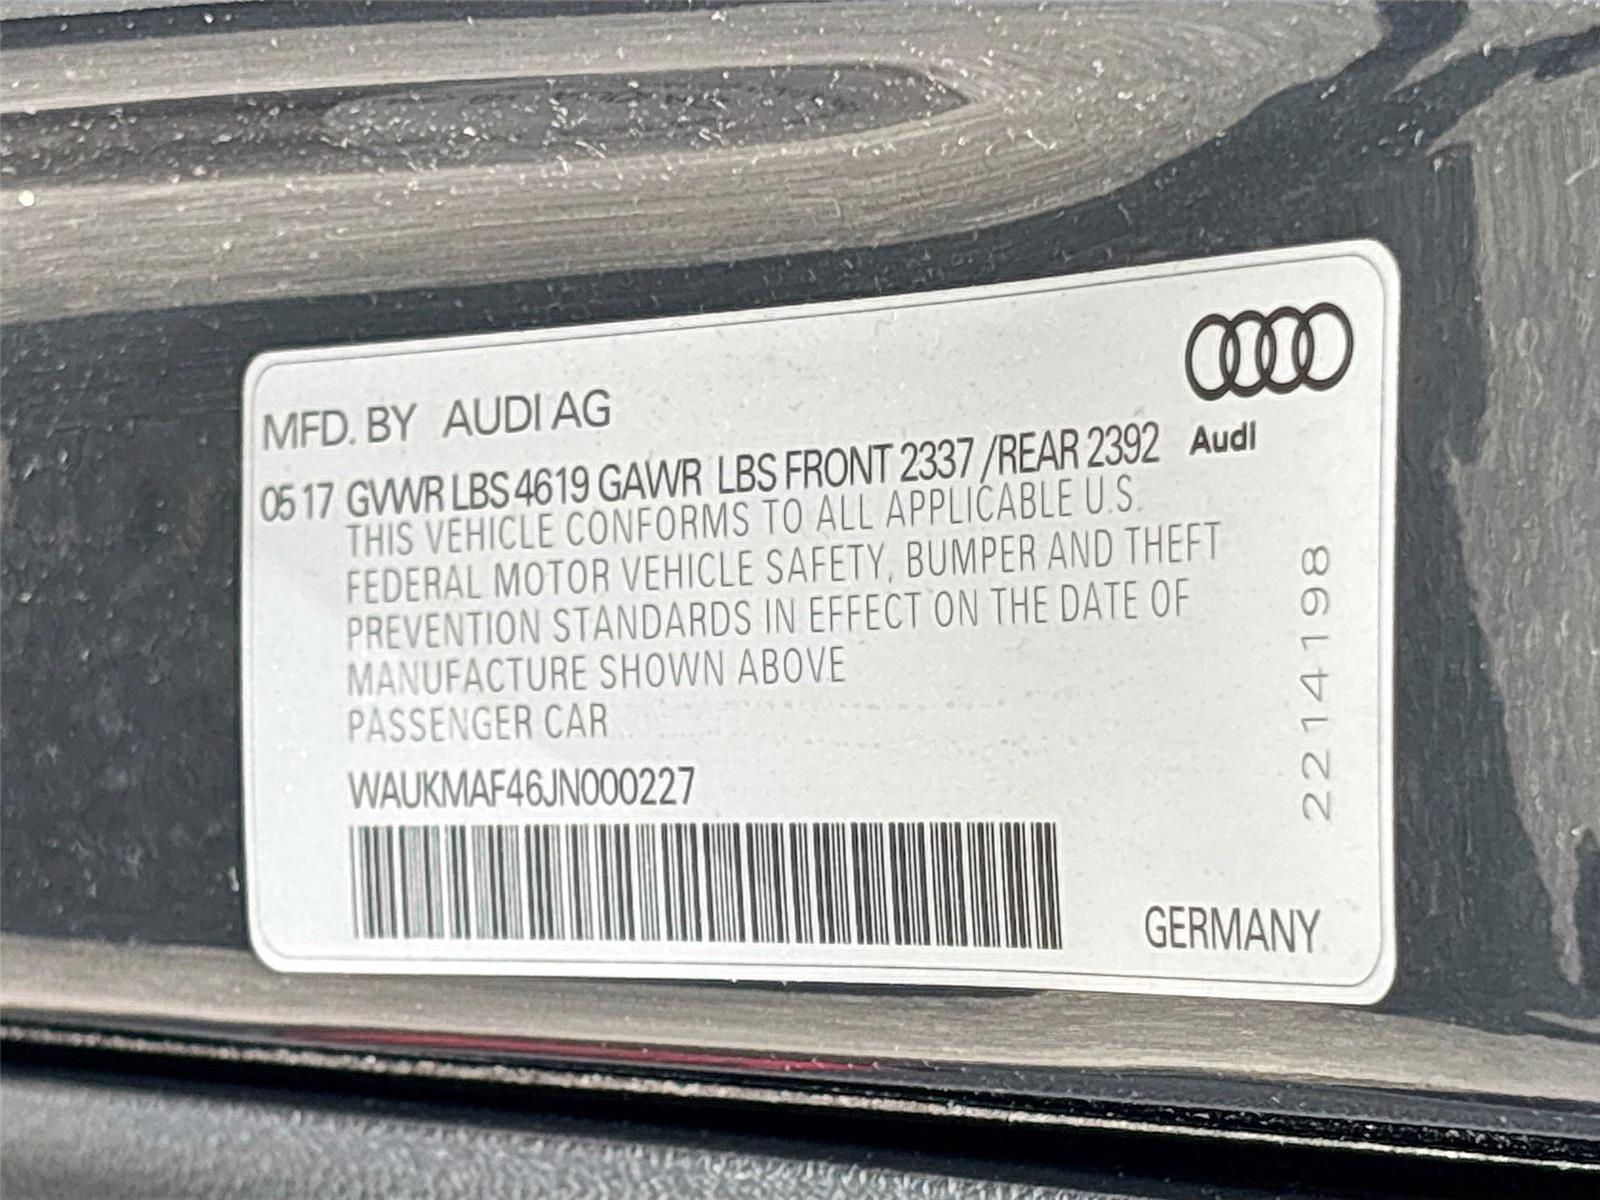 MFD. BY AUDI AG
Audi
05 17 GVWR LBS 4619 GAWR LBS FRONT 2337 /REAR 2392
THIS VEHICLE CONFORMS TO ALL APPLICABLE U.S.
FEDERAL MOTOR VEHICLE SAFETY, BUMPER AND THEFT
PREVENTION STANDARDS IN EFFECT ON THE DATE OF
MANUFACTURE SHOWN ABOVE
PASSENGER CAR
WAUKMAF46JN000227
2214198
GERMANY